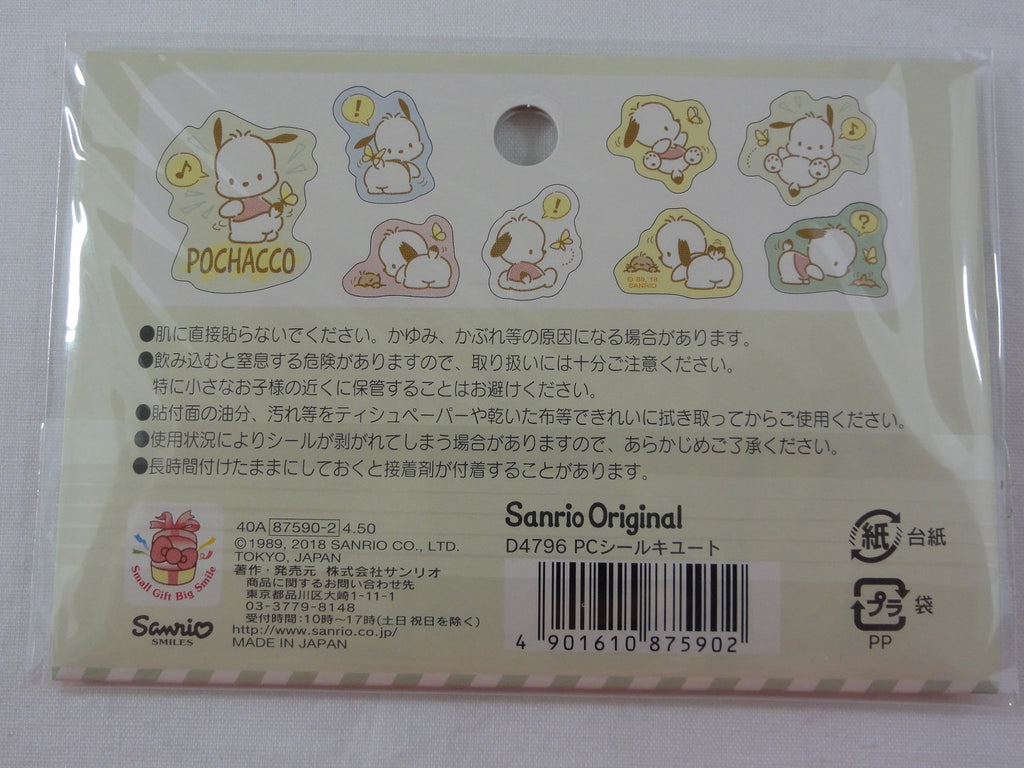 POCHACCO
!
!
?
© '89, '18
SANRIO
●肌に直接貼らないでください。かゆみ、かぶれ等の原因になる場合があります。
●飲み込むと窒息する危険がありますので、取り扱いには十分ご注意ください。
特に小さなお子様の近くに保管することはお避けください。
●貼付面の油分、汚れ等をティシュペーパーや乾いた布等できれいに拭き取ってからご使用ください。
●使用状況によりシールが剥がれてしまう場合がありますので、あらかじめご了承ください。
●長時間付けたままにしておくと接着剤が付着することがあります。
Small Gift Big Smile
Sanrio
SMILES
40A 87590-2 4.50
©1989, 2018 SANRIO CO., LTD.
TOKYO, JAPAN
著作・発売元 株式会社サンリオ
商品に関するお問い合わせ先
東京都品川区大崎1-11-1
03-3779-8148
受付時間:10時〜17時(土日祝日を除く)
http://www.sanrio.co.jp/
MADE IN JAPAN
Sanrio Original
D4796 PCシールキュート
4 901610 875902
紙 台紙
プラ 袋
PP